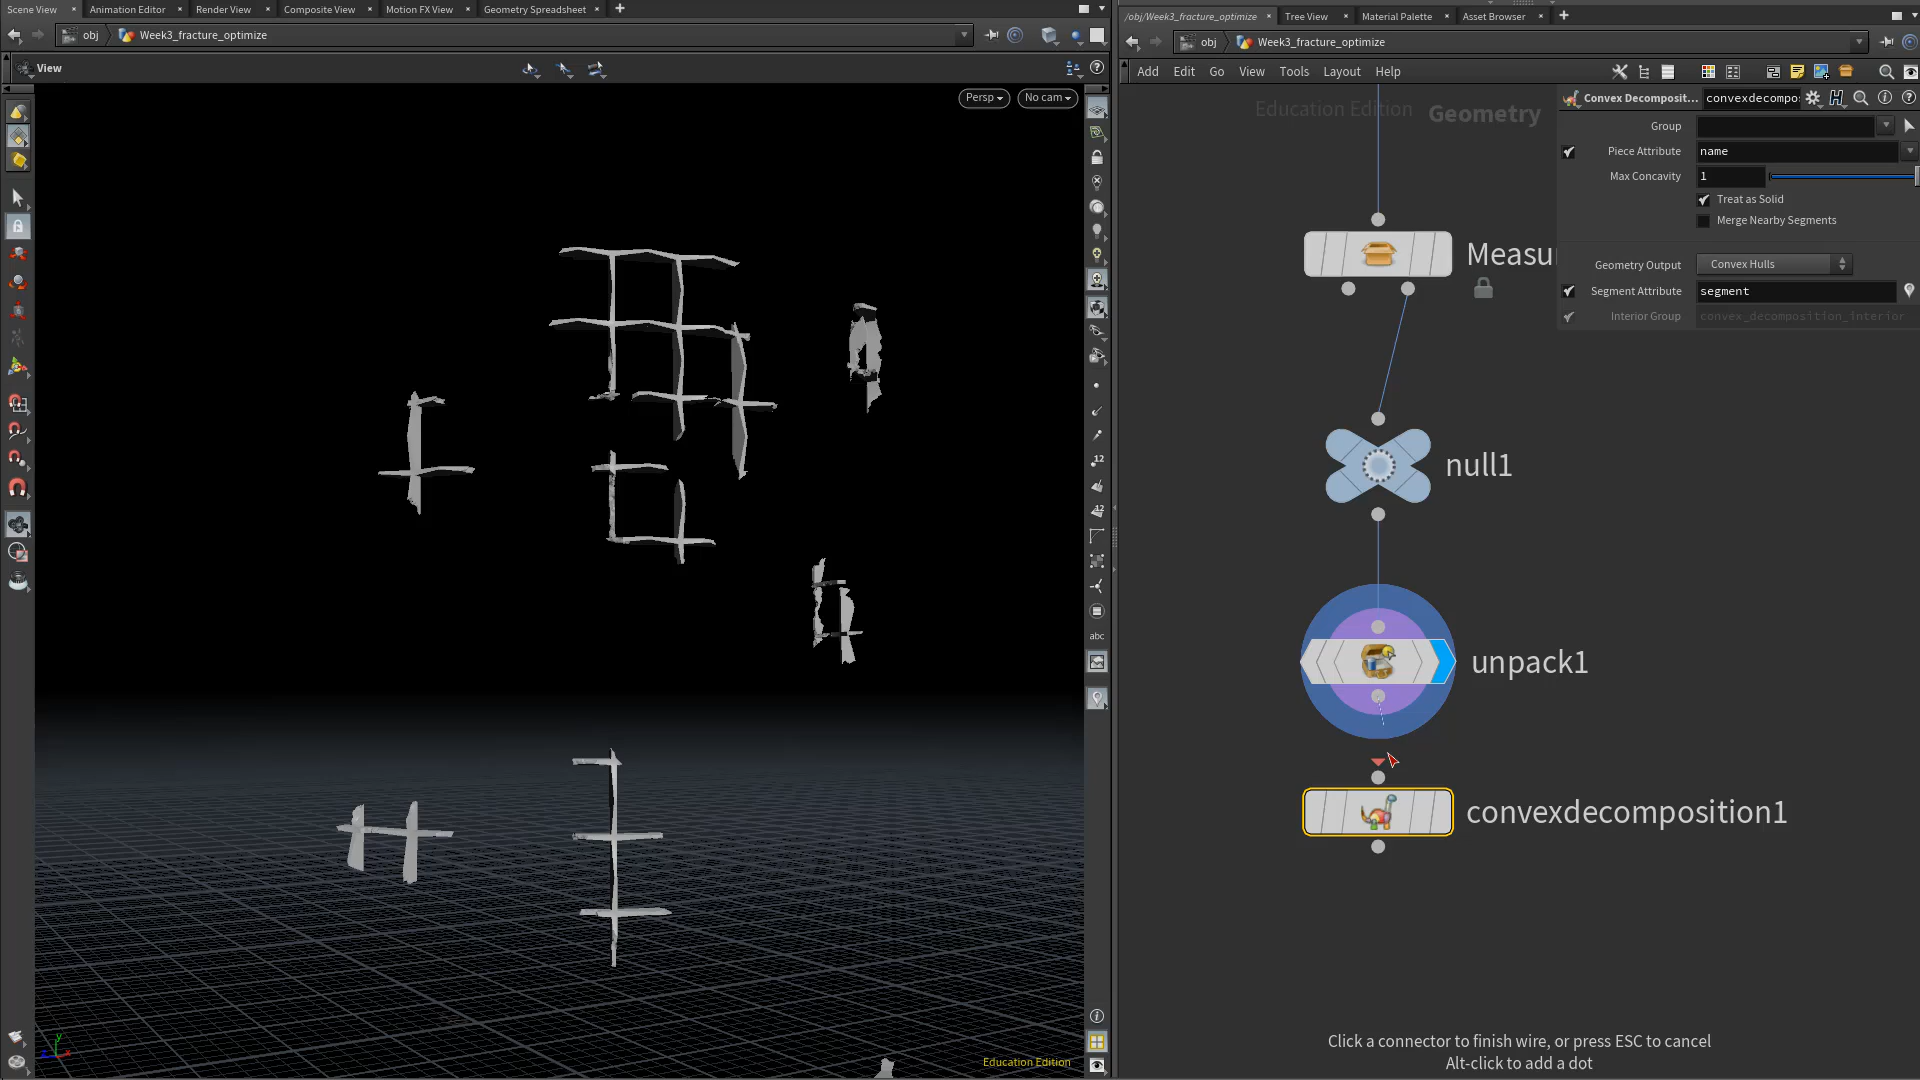 Scene View
Animation Editor
Render View
Composite View
Motion FX View
Geometry Spreadsheet
obj
Week3_fracture_optimize
View
Persp
No cam
12
12
abc
Education Edition
/obj/Week3_fracture_optimize
Tree View
Material Palette
Asset Browser
obj
Week3_fracture_optimize
Add
Edit
Go
View
Tools
Layout
Help
Education Edition
Geometry
Convex Decomposit...
convexdecompo
Group
Piece Attribute
name
Max Concavity
1
Treat as Solid
Merge Nearby Segments
Geometry Output
Convex Hulls
Segment Attribute
segment
Interior Group
convex_decomposition_interior
Measu
null1
unpack1
convexdecomposition1
Click a connector to finish wire, or press ESC to cancel
Alt-click to add a dot